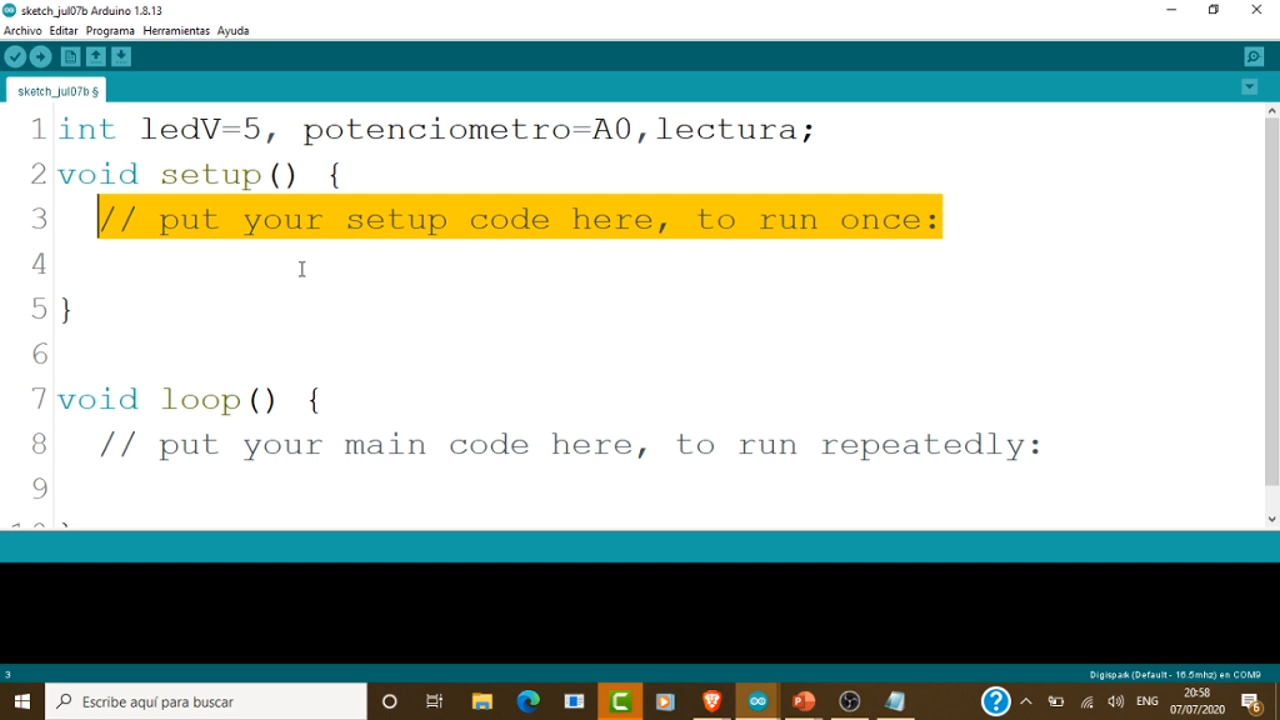 sketch_jul07b Arduino 1.8.13
Archivo Editar Programa Herramientas Ayuda
sketch_jul07b §
1 int ledV=5, potenciometro=A0,lectura;
2 void setup() {
3 // put your setup code here, to run once:
4
5 }
6
7 void loop() {
8 // put your main code here, to run repeatedly:
9
10 }
3
Digispark (Default - 16.5mhz) en COM9
Escribe aquí para buscar
ENG
20:58
07/07/2020
6